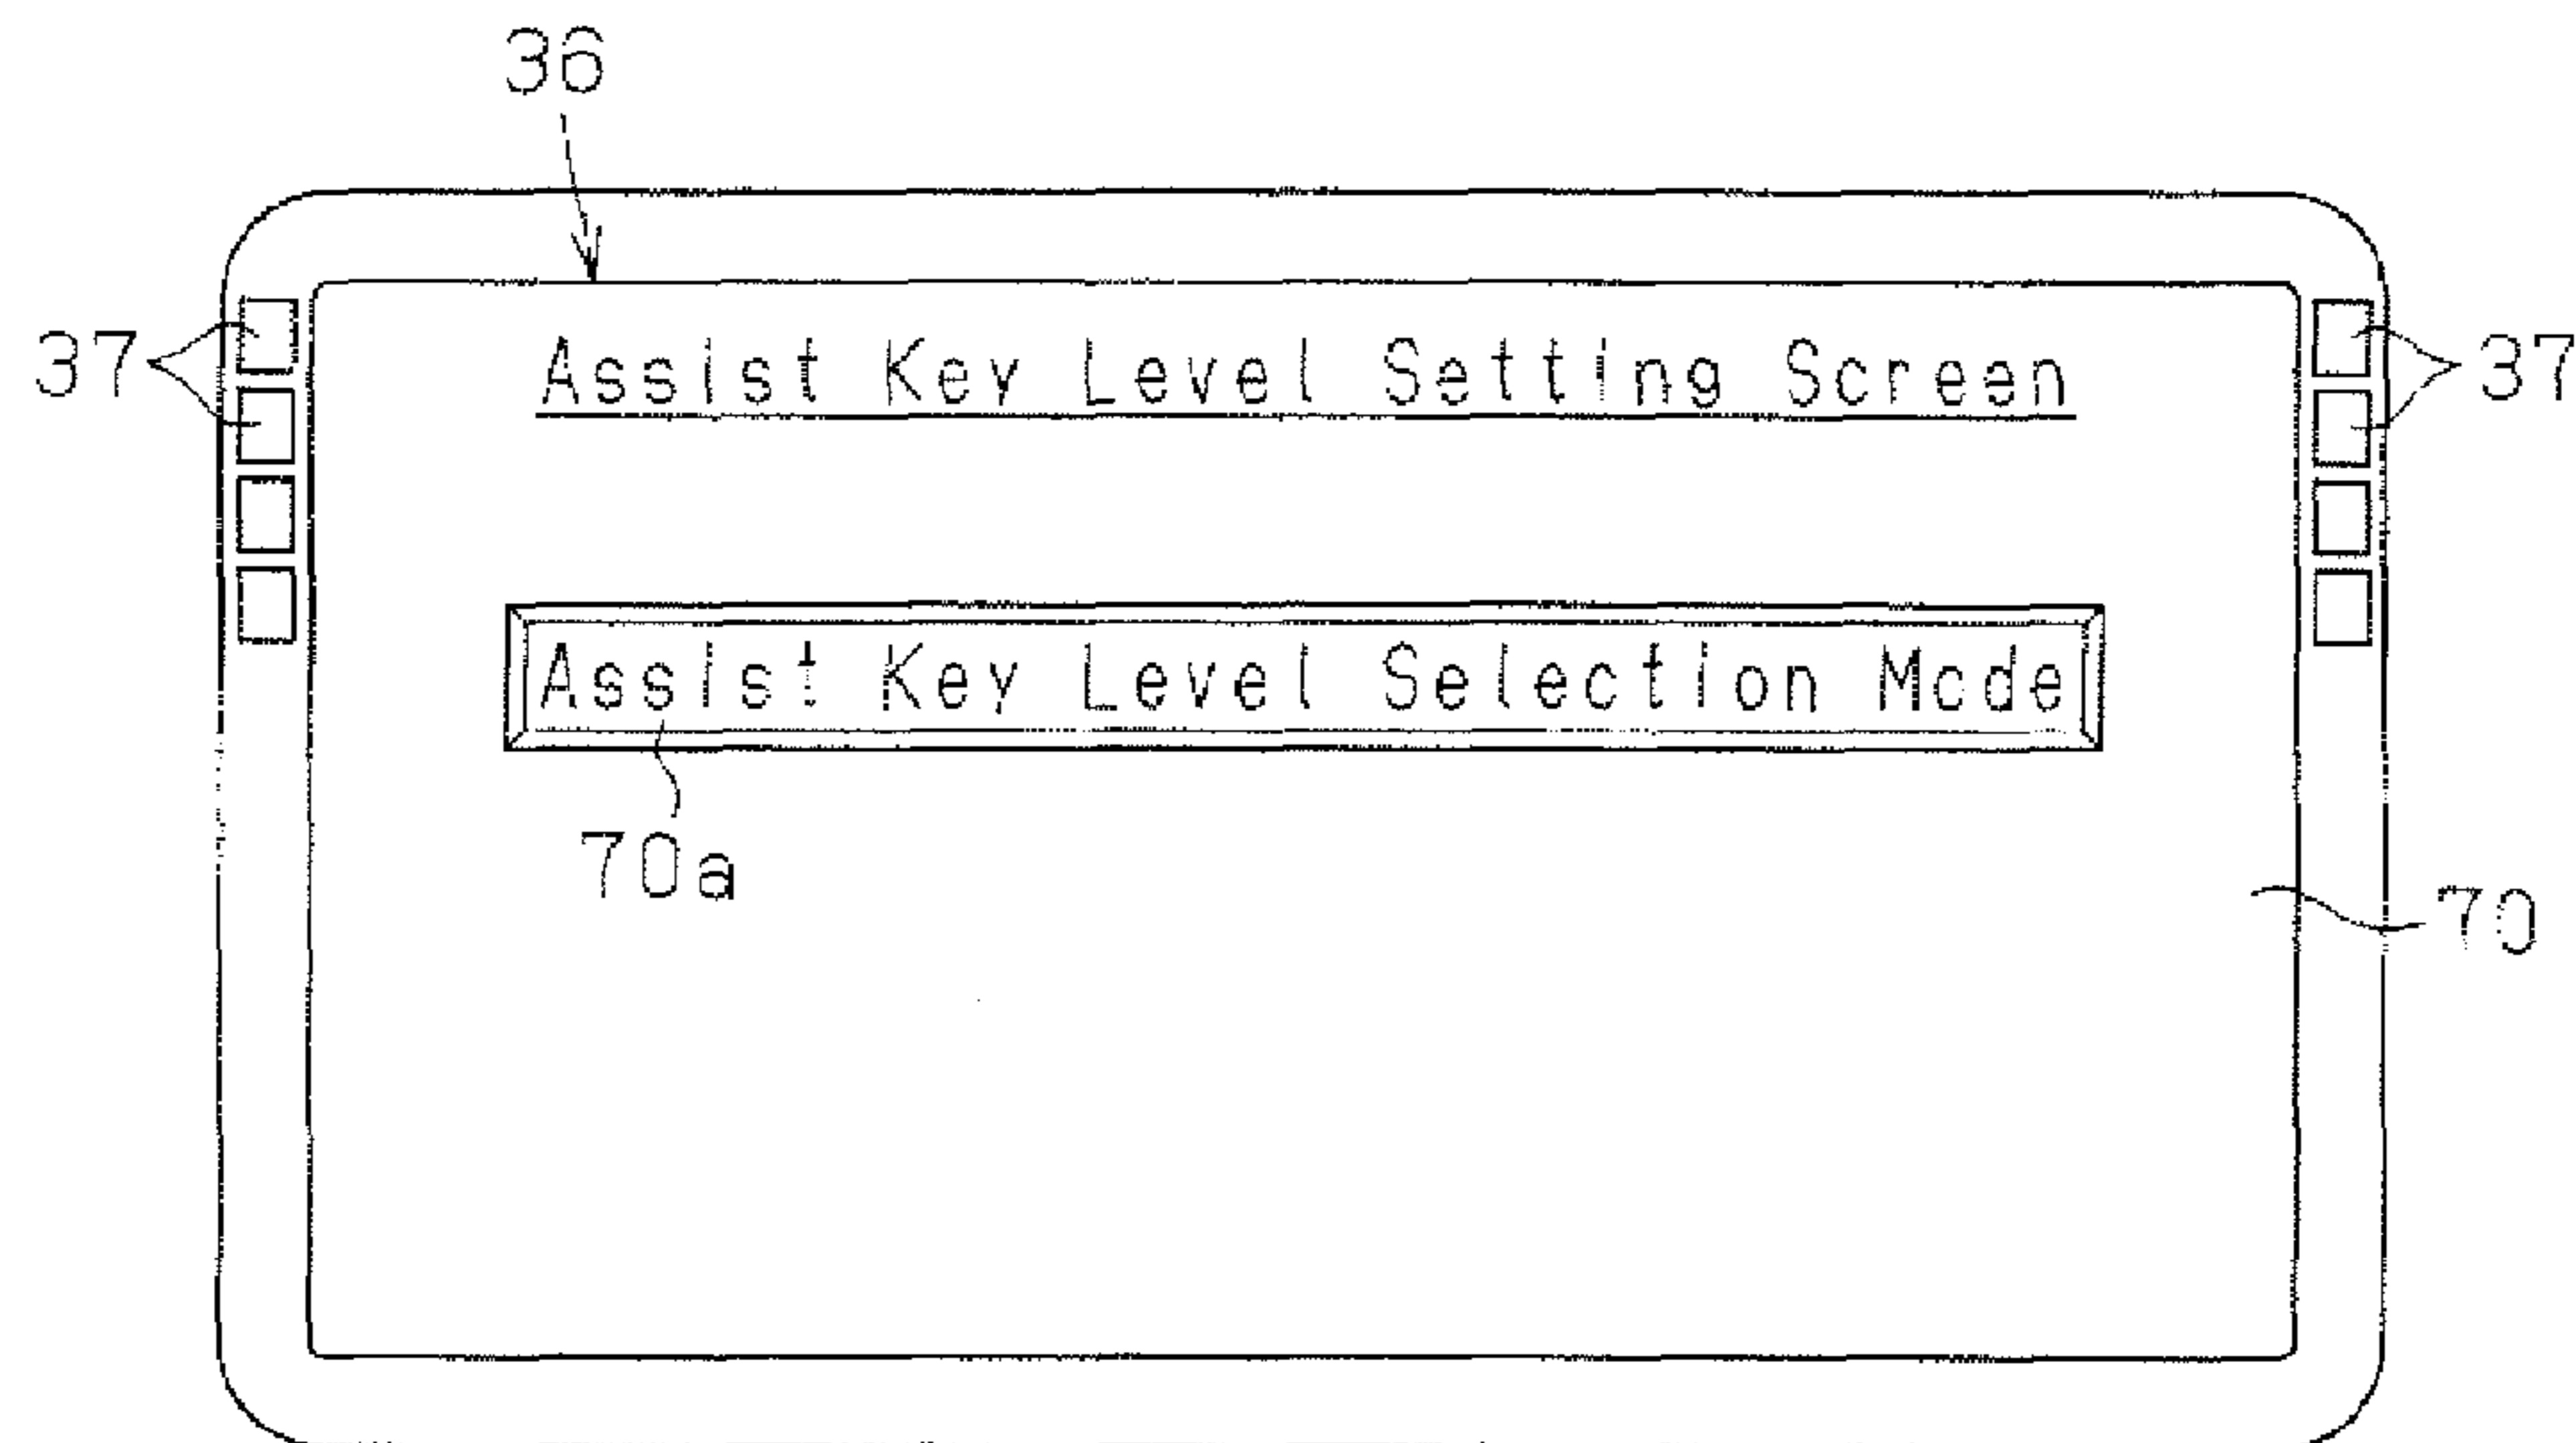 36
37 Assist Key Level Setting Screen 37
Assist Key Level Selection Mode
70a
70